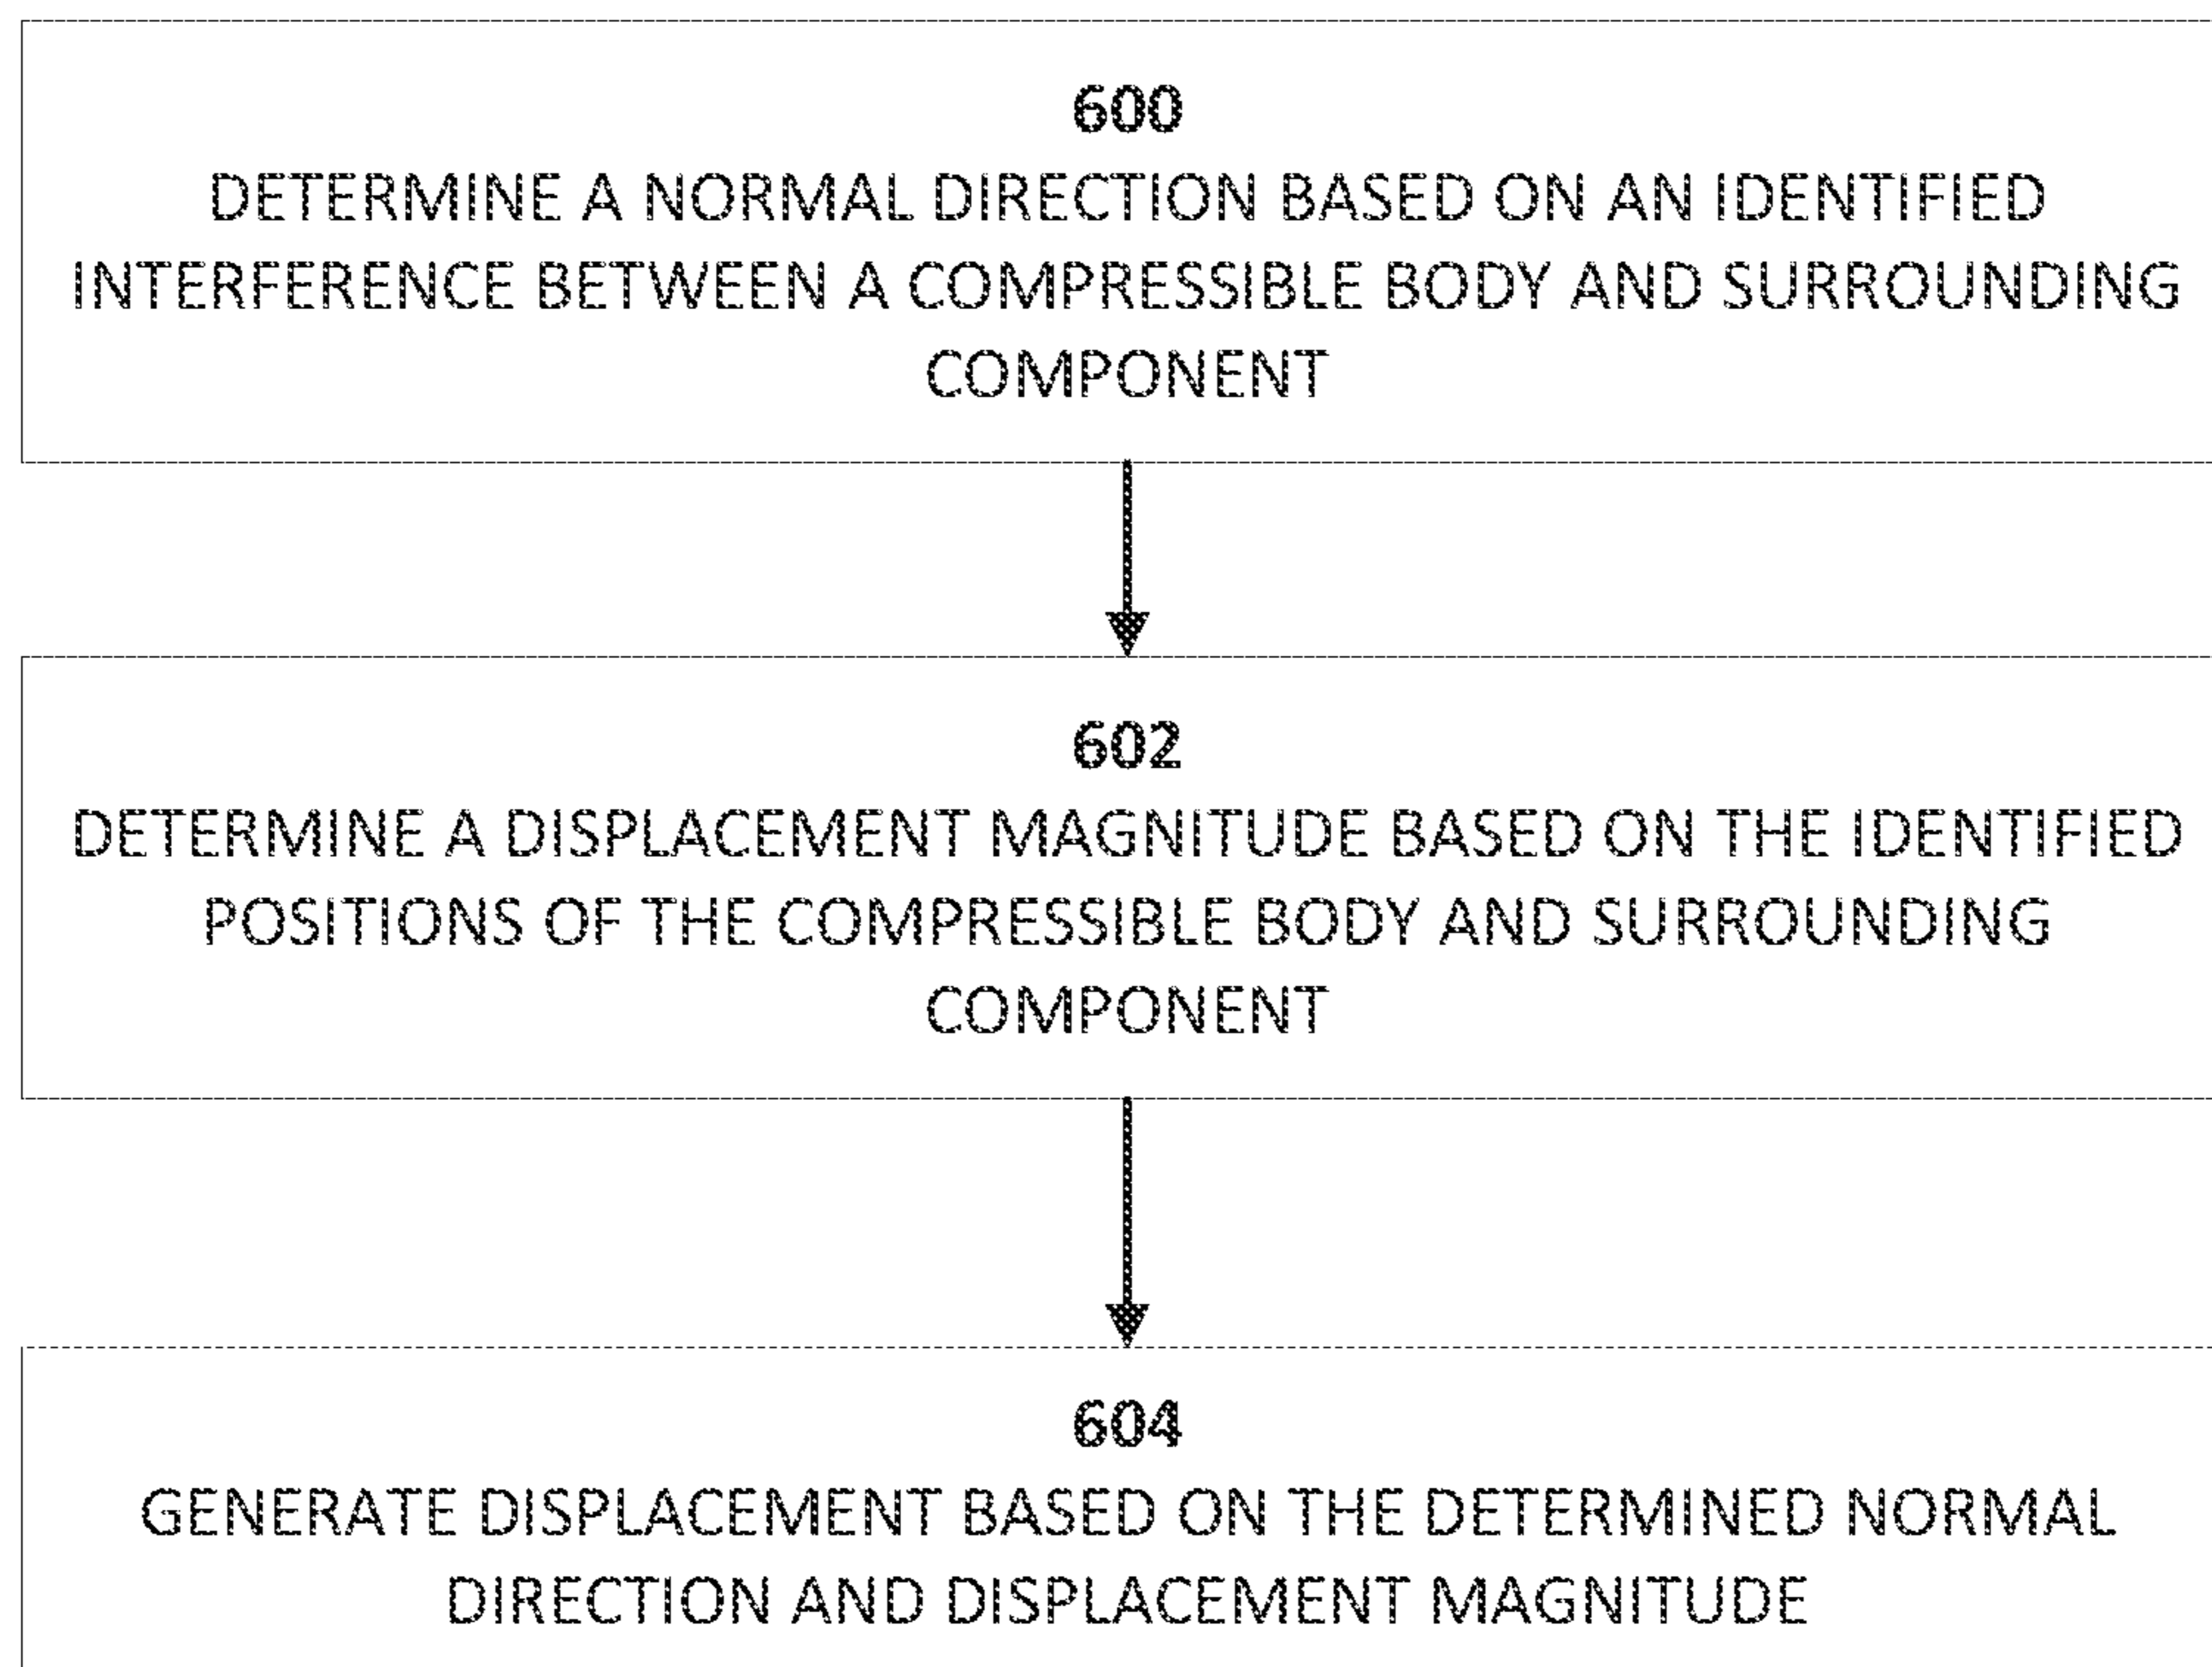 600
DETERMINE A NORMAL DIRECTION BASED ON AN IDENTIFIED
INTERFERENCE BETWEEN A COMPRESSIBLE BODY AND SURROUNDING
COMPONENT
602
DETERMINE A DISPLACEMENT MAGNITUDE BASED ON THE IDENTIFIED
POSITIONS OF THE COMPRESSIBLE BODY AND SURROUNDING
COMPONENT
604
GENERATE DISPLACEMENT BASED ON THE DETERMINED NORMAL
DIRECTION AND DISPLACEMENT MAGNITUDE